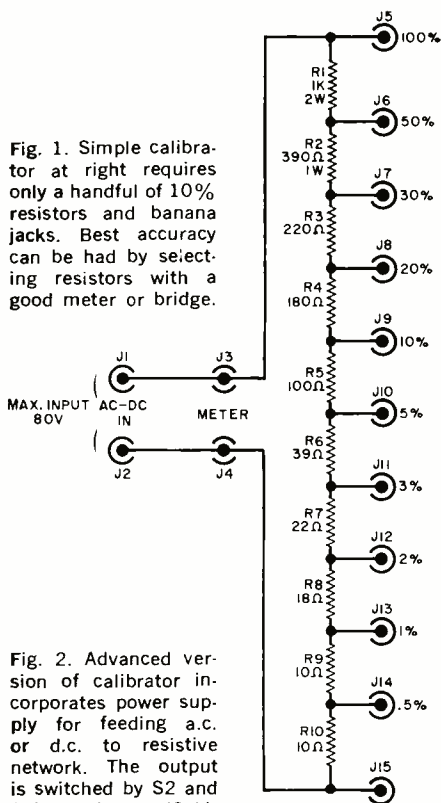 Fig. 1. Simple calibra-
tor at right requires
only a handful of 10%
resistors and banana
jacks. Best accuracy
can be had by select-
ing resistors with a
good meter or bridge.
J5
100%
R1
1K
2W
J6
50%
R2
390Ω
1W
J7
30%
R3
220Ω
J8
20%
R4
180Ω
J9
10%
R5
100Ω
J10
5%
R6
39Ω
J11
3%
R7
22Ω
J12
2%
R8
18Ω
J13
1%
R9
10Ω
J14
.5%
R10
10Ω
J15
J1
J3
MAX. INPUT
80V
AC-DC
IN
METER
J2
J4
Fig. 2. Advanced ver-
sion of calibrator in-
corporates power sup-
ply for feeding a.c.
or d.c. to resistive
network. The output
is switched by S2 and